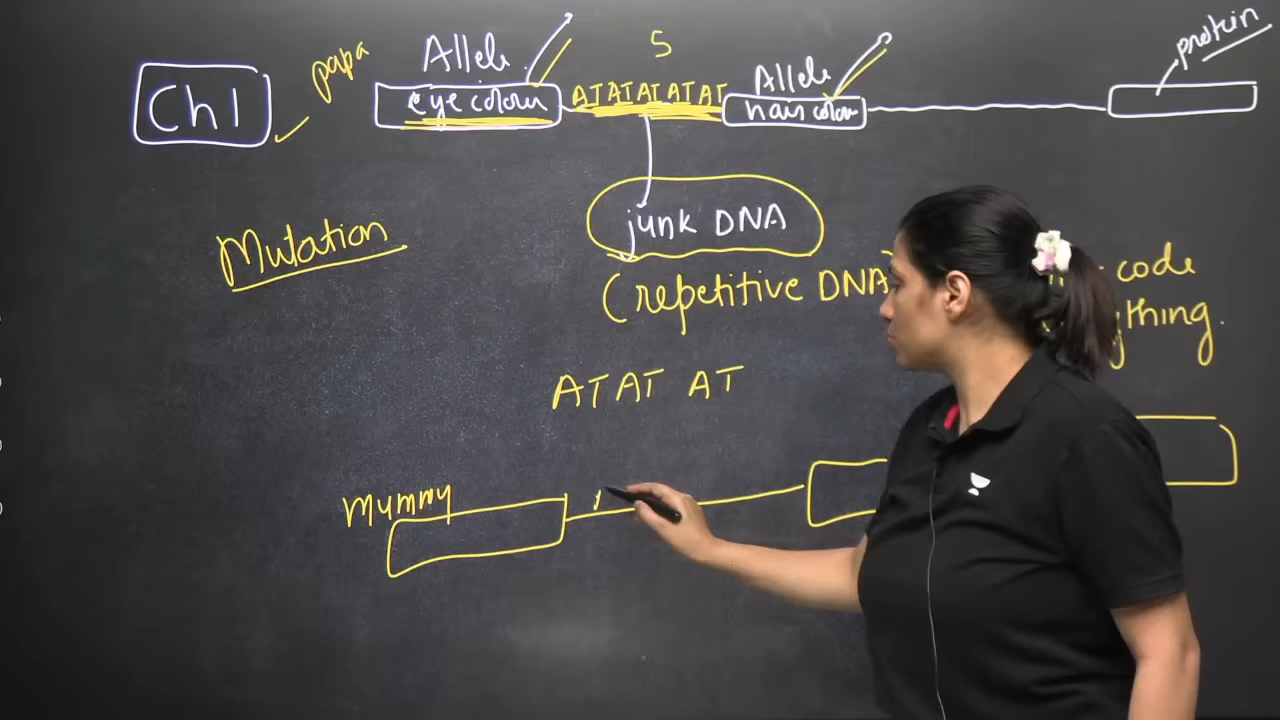 Ch1
papa
Allele
eye colour
5
ATATATATAT
Allele
hair colour
protein
junk DNA
Mutation
(repetitive DNA
code
thing.
ATAT AT
Mummy